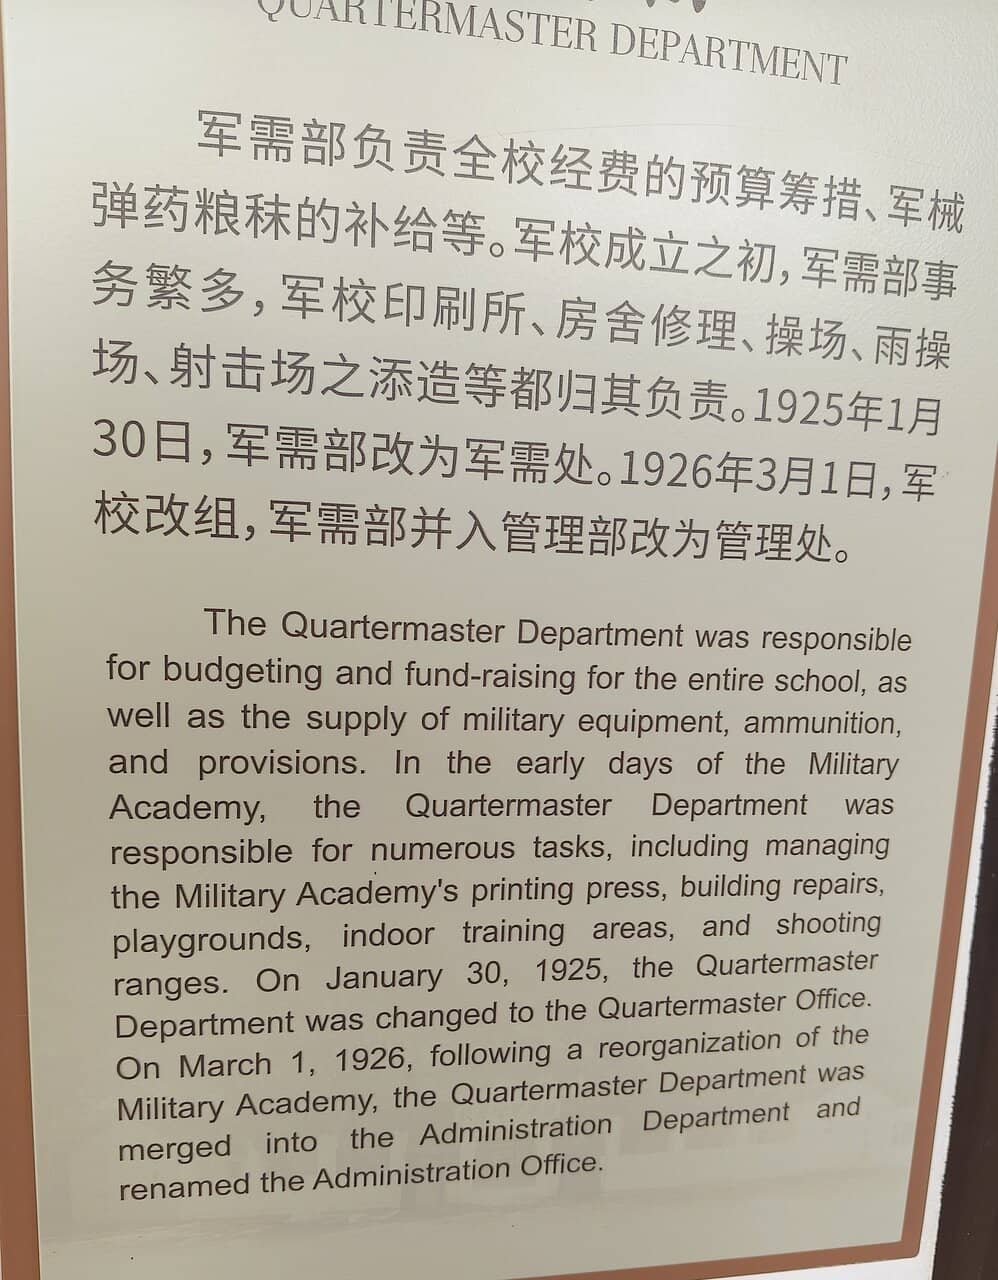 QUARTERMASTER DEPARTMENT
军需部负责全校经费的预算筹措、军械
弹药粮秣的补给等。军校成立之初，军需部事
务繁多，军校印刷所、房舍修理、操场、雨操
场、射击场之添造等都归其负责。1925年1月
30日，军需部改为军需处。1926年3月1日，军
校改组，军需部并入管理部改为管理处。
The Quartermaster Department was responsible
for budgeting and fund-raising for the entire school, as
well as the supply of military equipment, ammunition,
and provisions. In the early days of the Military
Academy, the Quartermaster Department was
responsible for numerous tasks, including managing
the Military Academy's printing press, building repairs,
playgrounds, indoor training areas, and shooting
ranges. On January 30, 1925, the Quartermaster
Department was changed to the Quartermaster Office.
On March 1, 1926, following a reorganization of the
Military Academy, the Quartermaster Department was
merged into the Administration Department and
renamed the Administration Office.